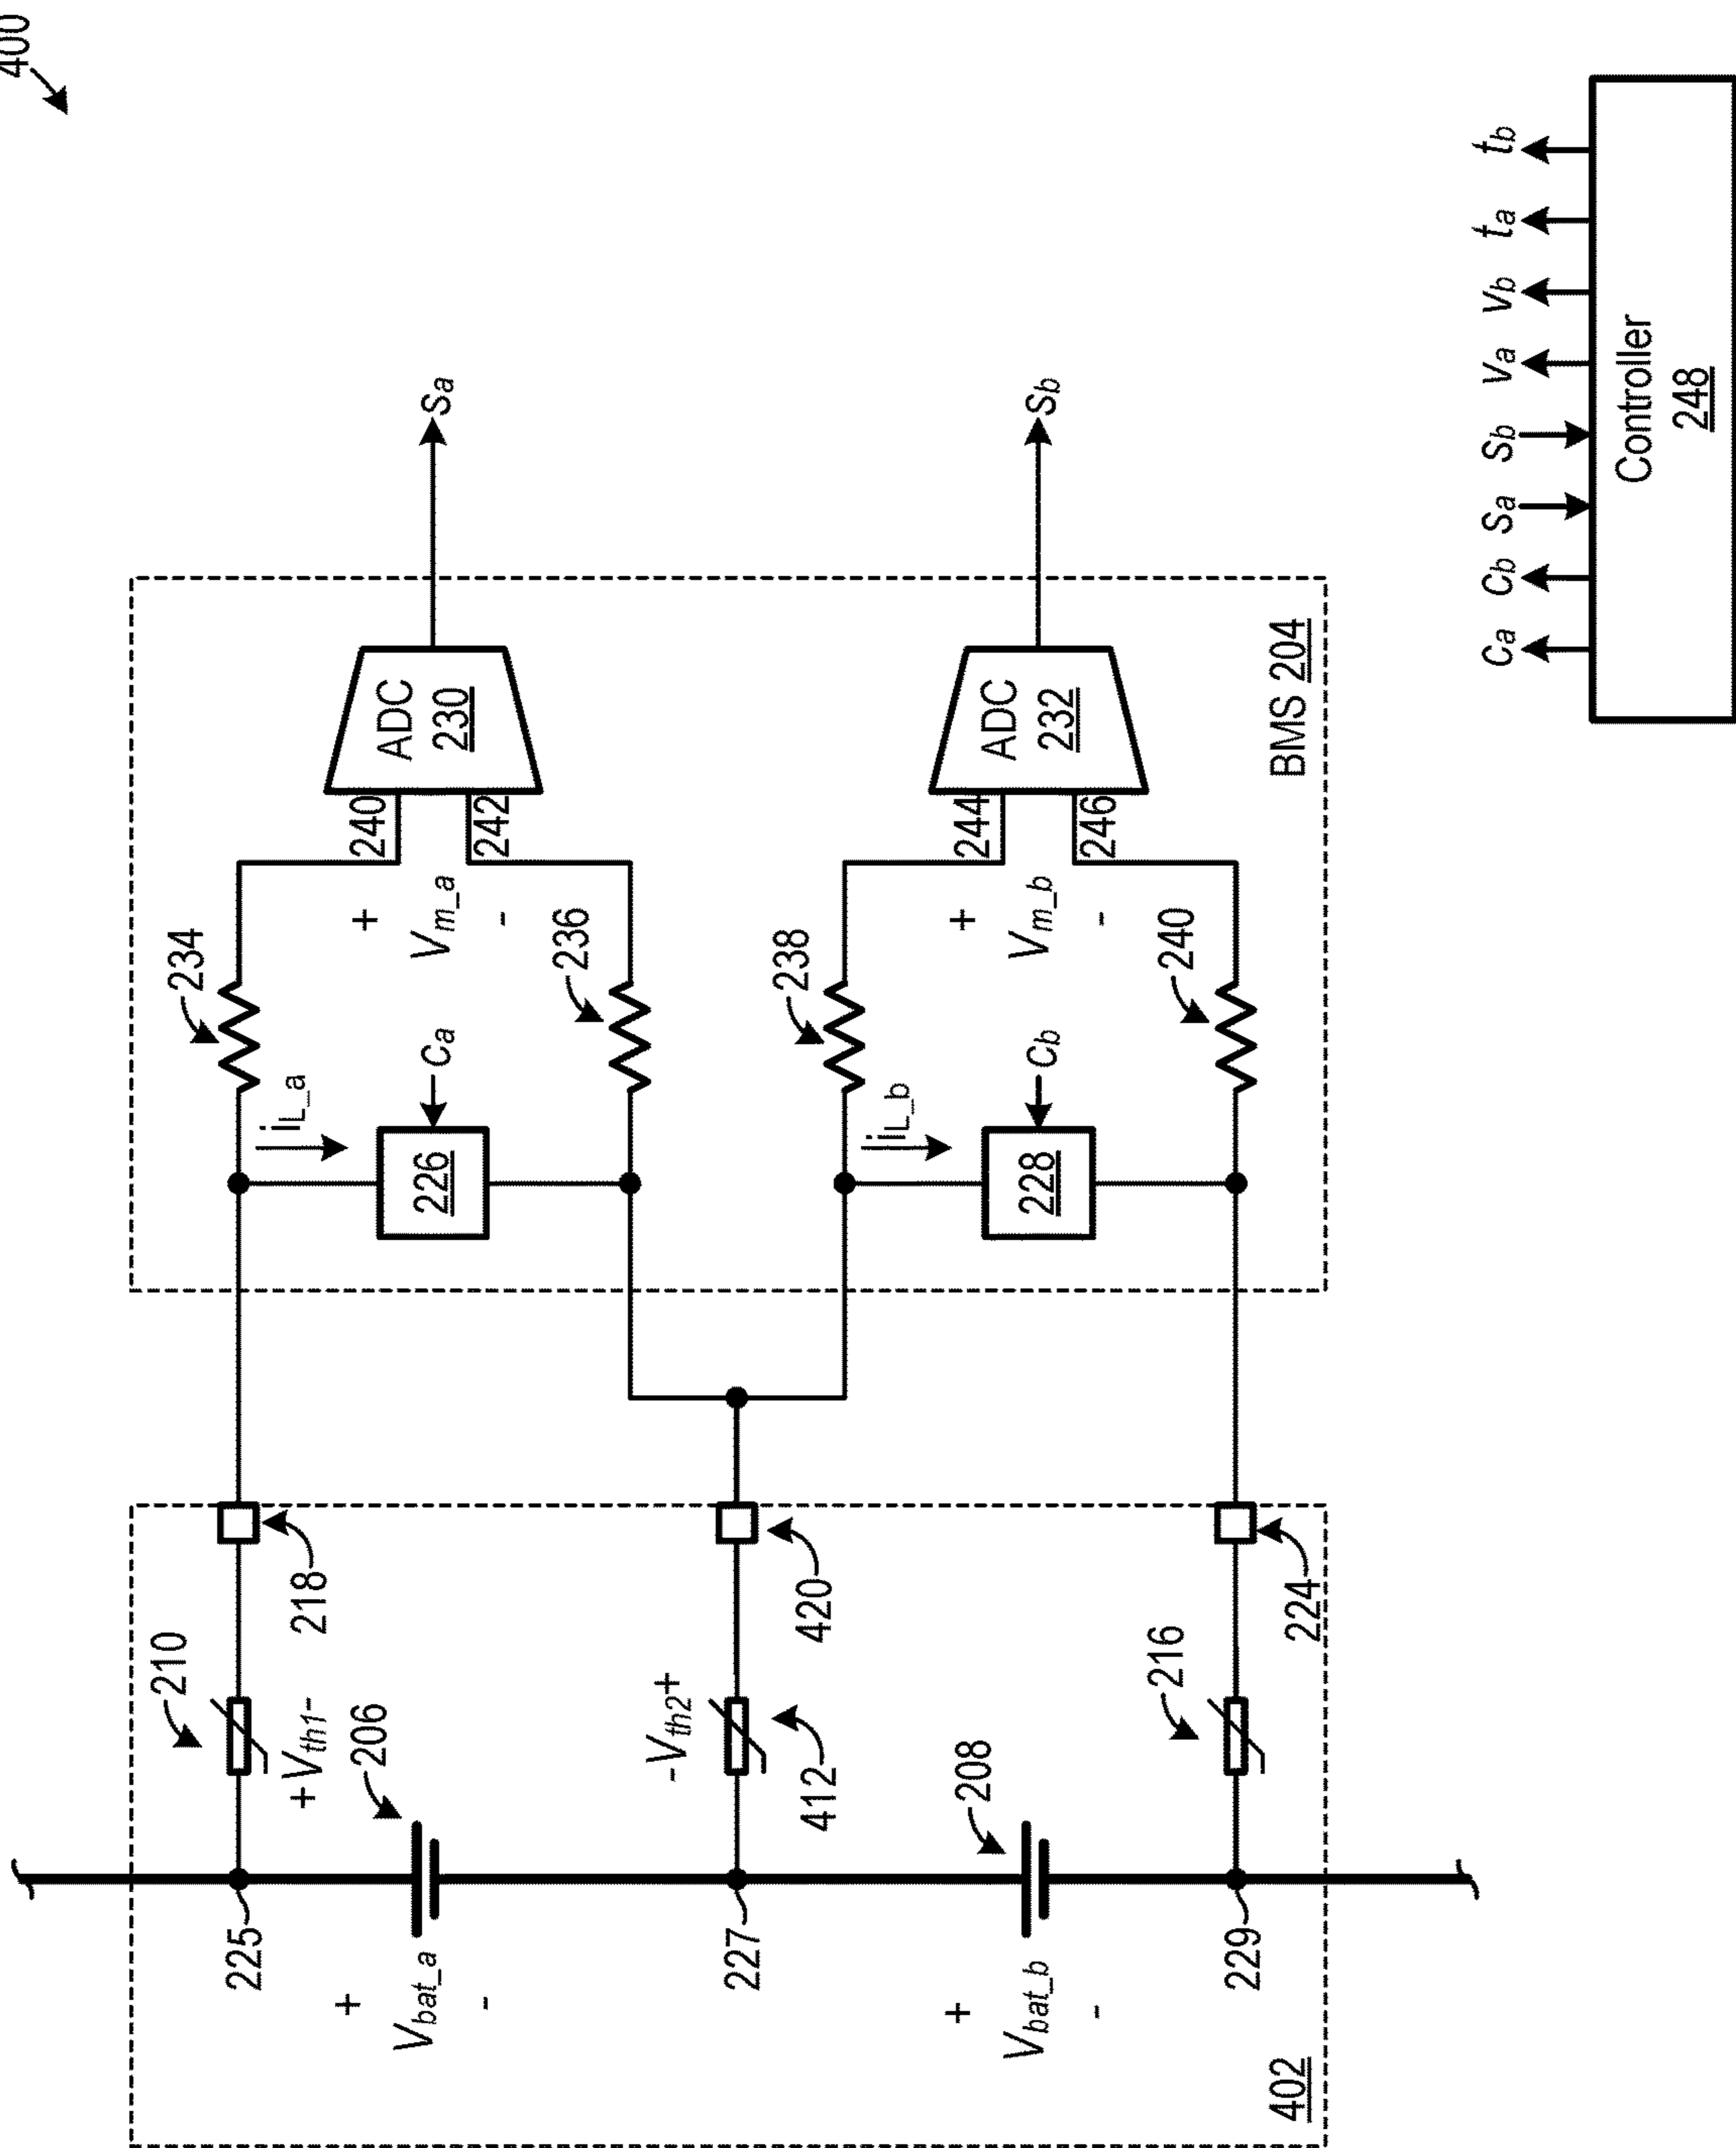 400
234
240
+
Vm_a
-
242
236
ADC
230
sa
iL_a
ca
226
238
244
+
Vm_b
-
246
240
ADC
232
sb
iL_b
cb
228
BMS 204
210
+Vth1-
218
206
225
+
Vbat_a
-
-Vth2+
420
412
227
208
+
Vbat_b
-
216
224
229
402
ca cb sa sb va vb ta tb
Controller
248